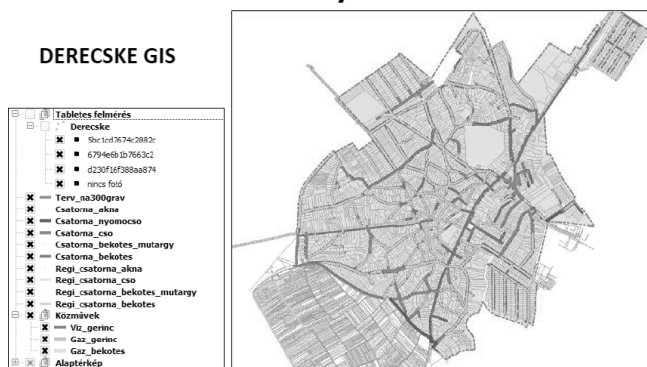 DERECSKE GIS
Tabletes felmérés
Derecske
5bc1cd7674c2882c
6794e6b1b7663c2
d230f16f388aa874
nincs fotó
Terv_na300grav
Csatorna_akna
Csatorna_nyomocso
Csatorna_cso
Csatorna_bekotes_mutargy
Csatorna_bekotes
Regi_csatorna_akna
Regi_csatorna_cso
Regi_csatorna_bekotes_mutargy
Regi_csatorna_bekotes
Közművek
Viz_gerinc
Gaz_gerinc
Gaz_bekotes
Alaptérkép